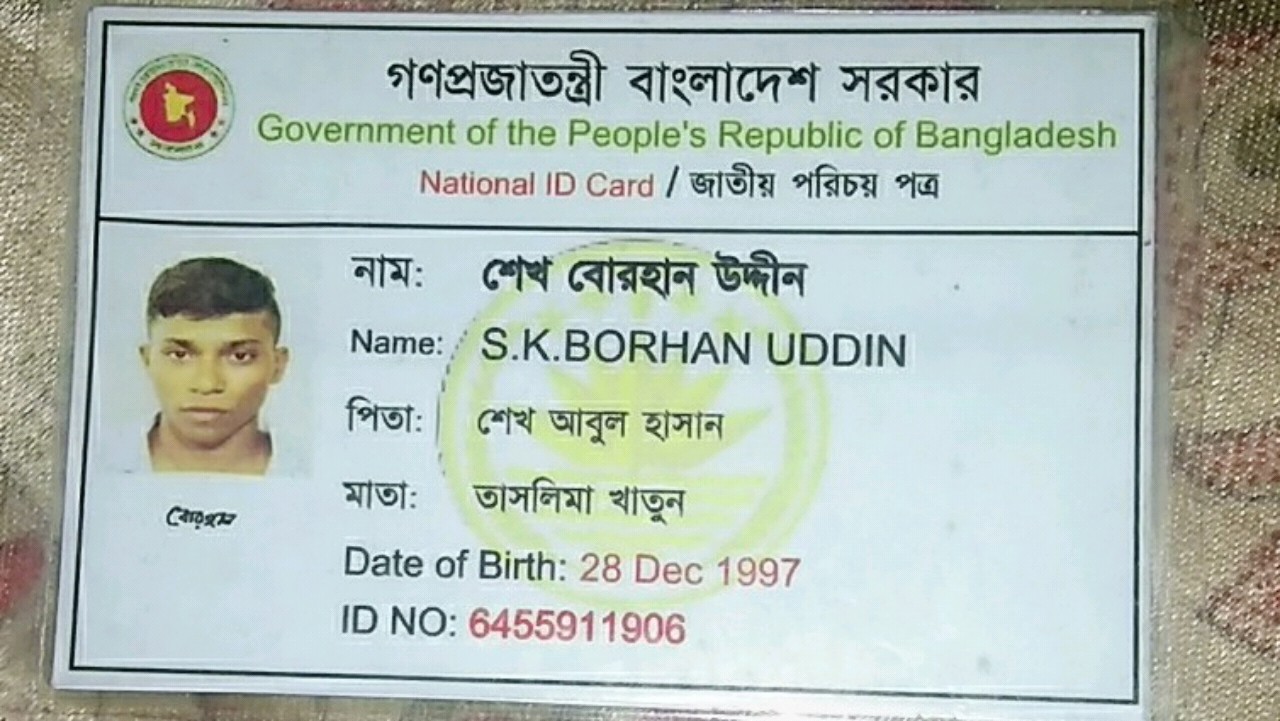 গণপ্রজাতন্ত্রী বাংলাদেশ সরকার
Government of the People's Republic of Bangladesh
National ID Card / জাতীয় পরিচয় পত্র
নাম: শেখ বোরহান উদ্দীন
Name: S.K.BORHAN UDDIN
পিতা: শেখ আবুল হাসান
মাতা: তাসলিমা খাতুন
বোরহান
Date of Birth: 28 Dec 1997
ID NO: 6455911906